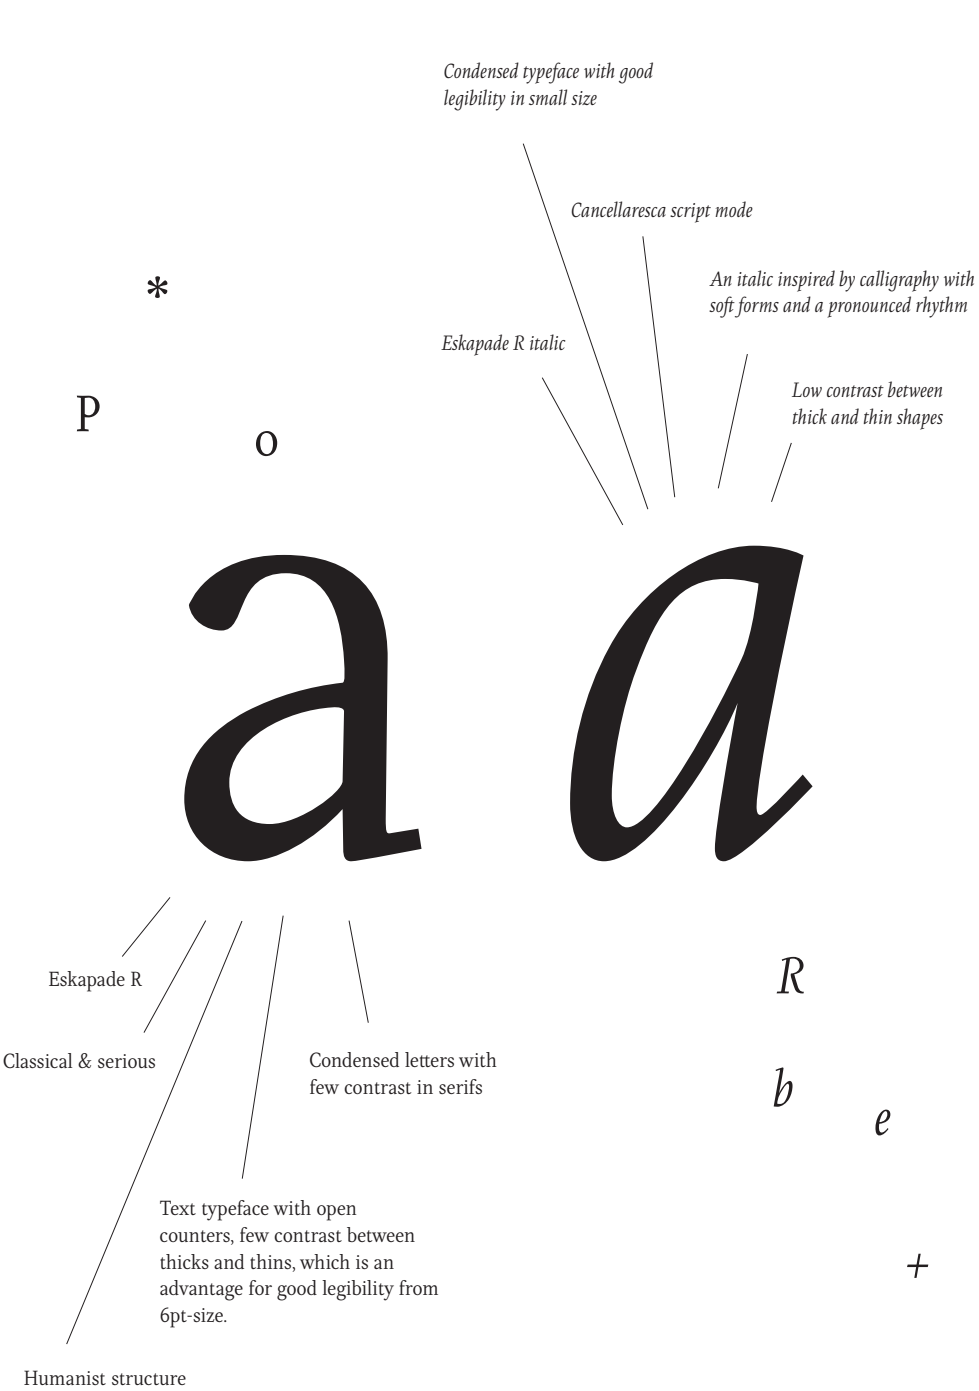 Condensed typeface with good
legibility in small size
Cancellaresca script mode
An italic inspired by calligraphy with
soft forms and a pronounced rhythm
*
Eskapade R italic
Low contrast between
thick and thin shapes
P
o
a a
Eskapade R
R
Classical & serious
Condensed letters with
few contrast in serifs
b
e
Text typeface with open
counters, few contrast between
thicks and thins, which is an
advantage for good legibility from
6pt-size.
+
Humanist structure